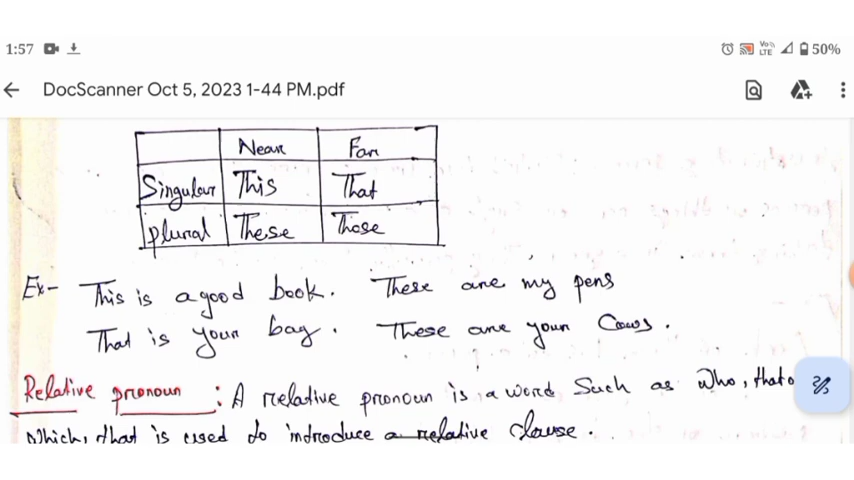 1:57 Vo)) LTE 50%
DocScanner Oct 5, 2023 1-44 PM.pdf
Near Far
Singular This That
plural These Those
Ex- This is a good book. These are my pens
That is your bag. These are your Cows.
Relative pronoun : A relative pronoun is a word such as who, that
which, that is used to introduce a relative clause.